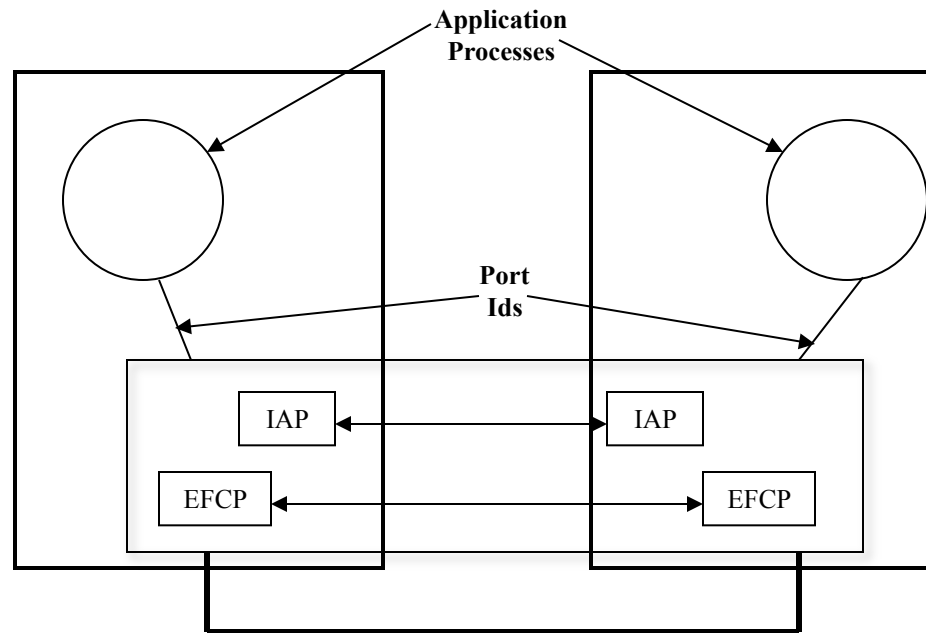 Application
Processes
Port
Ids
IAP
IAP
EFCP
EFCP